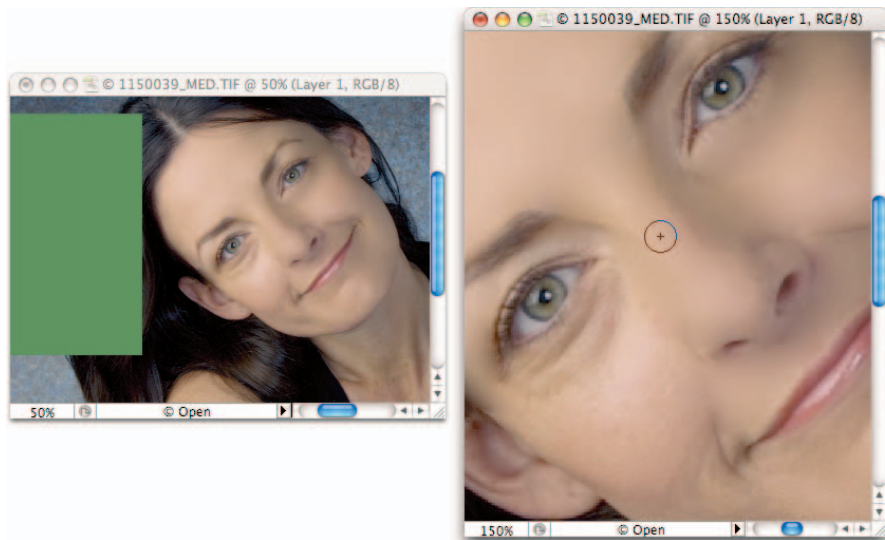 © 1150039_MED.TIF @ 150% (Layer 1, RGB/8)
© 1150039_MED.TIF @ 50% (Layer 1, RGB/8)
50%
© Open
150%
© Open